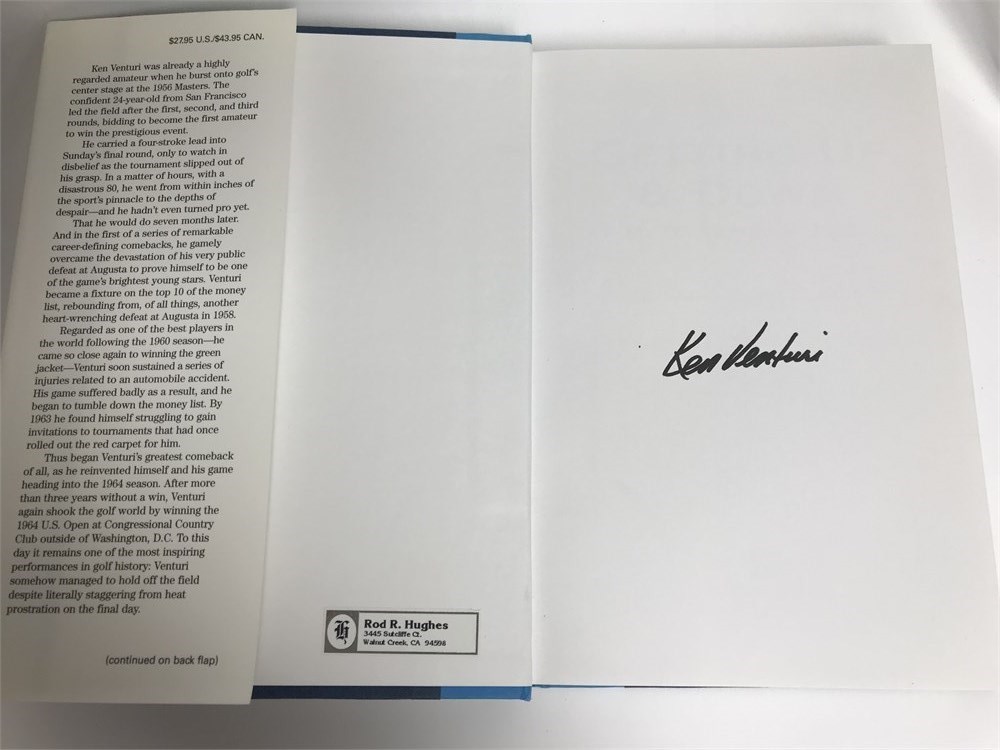 $27.95 U.S./$43.95 CAN.
Ken Venturi was already a highly
regarded amateur when he burst onto golf's
center stage at the 1956 Masters. The
confident 24-year-old from San Francisco
led the field after the first, second, and third
rounds, bidding to become the first amateur
to win the prestigious event.
He carried a four-stroke lead into
Sunday's final round, only to watch in
disbelief as the tournament slipped out of
his grasp. In a matter of hours, with a
disastrous 80, he went from within inches of
the sport's pinnacle to the depths of
despair—and he hadn't even turned pro yet.
That he would do seven months later.
And in the first of a series of remarkable
career-defining comebacks, he gamely
overcame the devastation of his very public
defeat at Augusta to prove himself to be one
of the game's brightest young stars. Venturi
became a fixture on the top 10 of the money
list, rebounding from, of all things, another
heart-wrenching defeat at Augusta in 1958.
Regarded as one of the best players in
the world following the 1960 season—he
came so close again to winning the green
jacket—Venturi soon sustained a series of
injuries related to an automobile accident.
His game suffered badly as a result, and he
began to tumble down the money list. By
1963 he found himself struggling to gain
invitations to tournaments that had once
rolled out the red carpet for him.
Thus began Venturi's greatest comeback
of all, as he reinvented himself and his game
heading into the 1964 season. After more
than three years without a win, Venturi
again shook the golf world by winning the
1964 U.S. Open at Congressional Country
Club outside of Washington, D.C. To this
day it remains one of the most inspiring
performances in golf history: Venturi
somehow managed to hold off the field
despite literally staggering from heat
prostration on the final day.
(continued on back flap)
H
Rod R. Hughes
3445 Sutcliffe Ct.
Walnut Creek, CA 94598
Ken Venturi